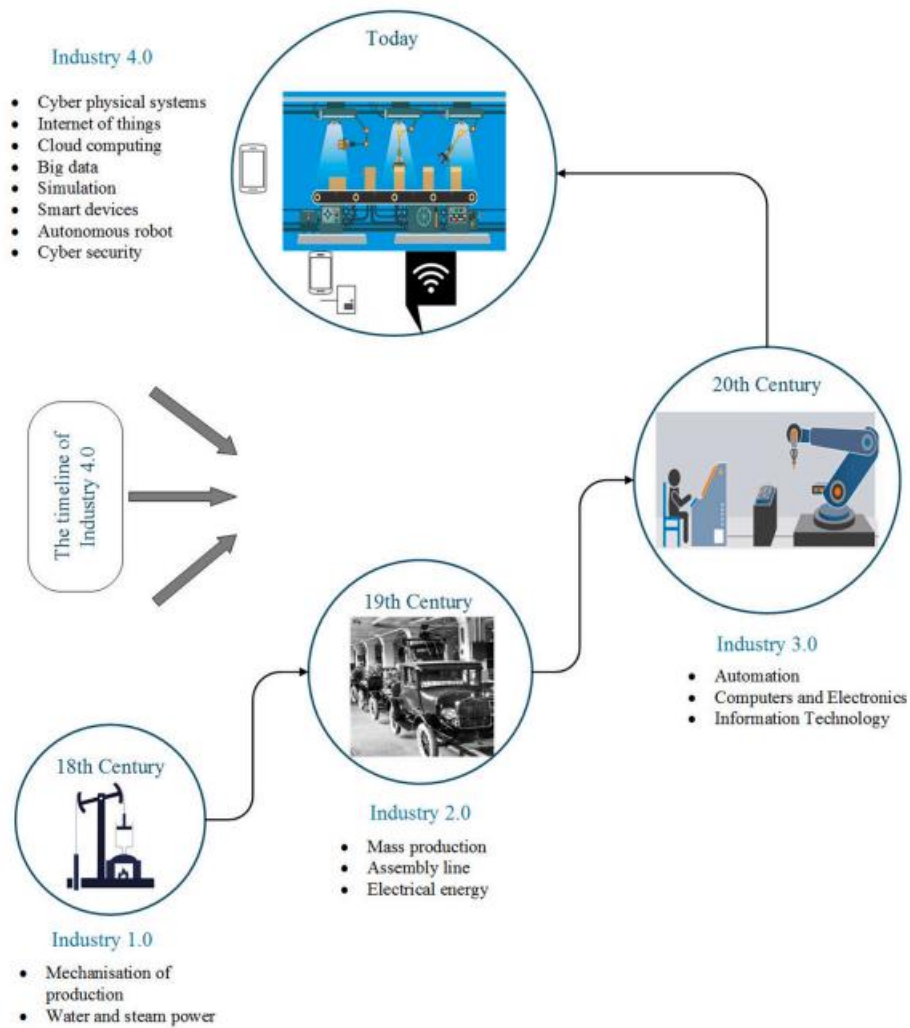 Industry 4.0
Cyber physical systems
Internet of things
Cloud computing
Big data
Simulation
Smart devices
Autonomous robot
Cyber security
Today
The timeline of
Industry 4.0
20th Century
Industry 3.0
Automation
Computers and Electronics
Information Technology
19th Century
Industry 2.0
Mass production
Assembly line
Electrical energy
18th Century
Industry 1.0
Mechanisation of
production
Water and steam power